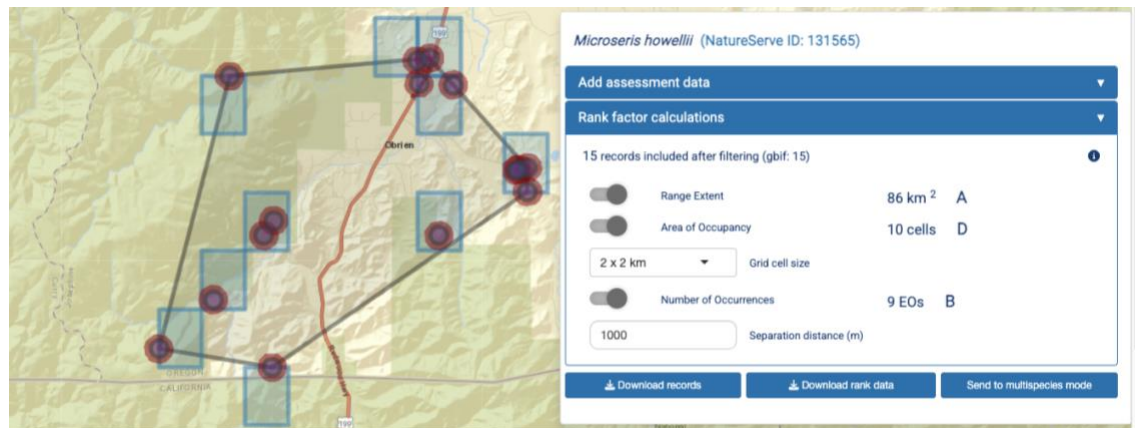 Microseris howellii (NatureServe ID: 131565)
Add assessment data
Rank factor calculations
15 records included after filtering (gbif: 15)
Range Extent 86 km 2 A
Area of Occupancy 10 cells D
2 x 2 km Grid cell size
Number of Occurrences 9 EOs B
1000 Separation distance (m)
Download records Download rank data Send to multispecies mode
199
Obrien
OREGON
CALIFORNIA
199